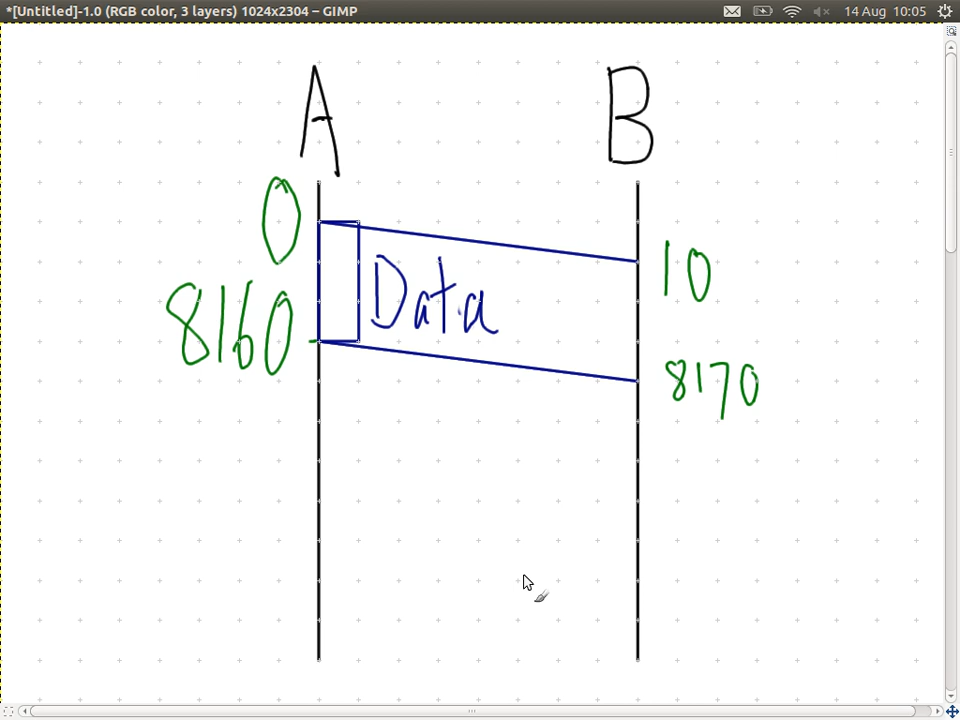 *[Untitled]-1.0 (RGB color, 3 layers) 1024x2304 – GIMP
14 Aug 10:05
A B
0
10
Data
8160
8170